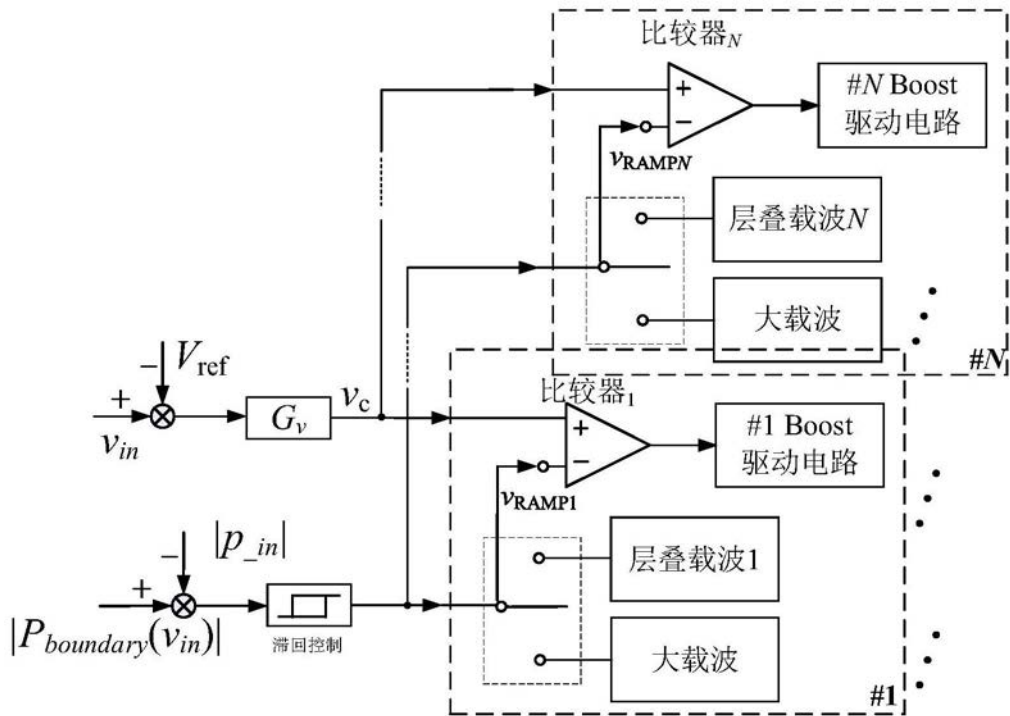 比较器N
+
−
vRAMPN
#N Boost
驱动电路
层叠载波N
大载波
#N
− Vref
+
vin
Gv
vc
比较器1
+
−
vRAMP1
#1 Boost
驱动电路
层叠载波1
大载波
#1
− |p_in|
+
|Pboundary(vin)|
滞回控制